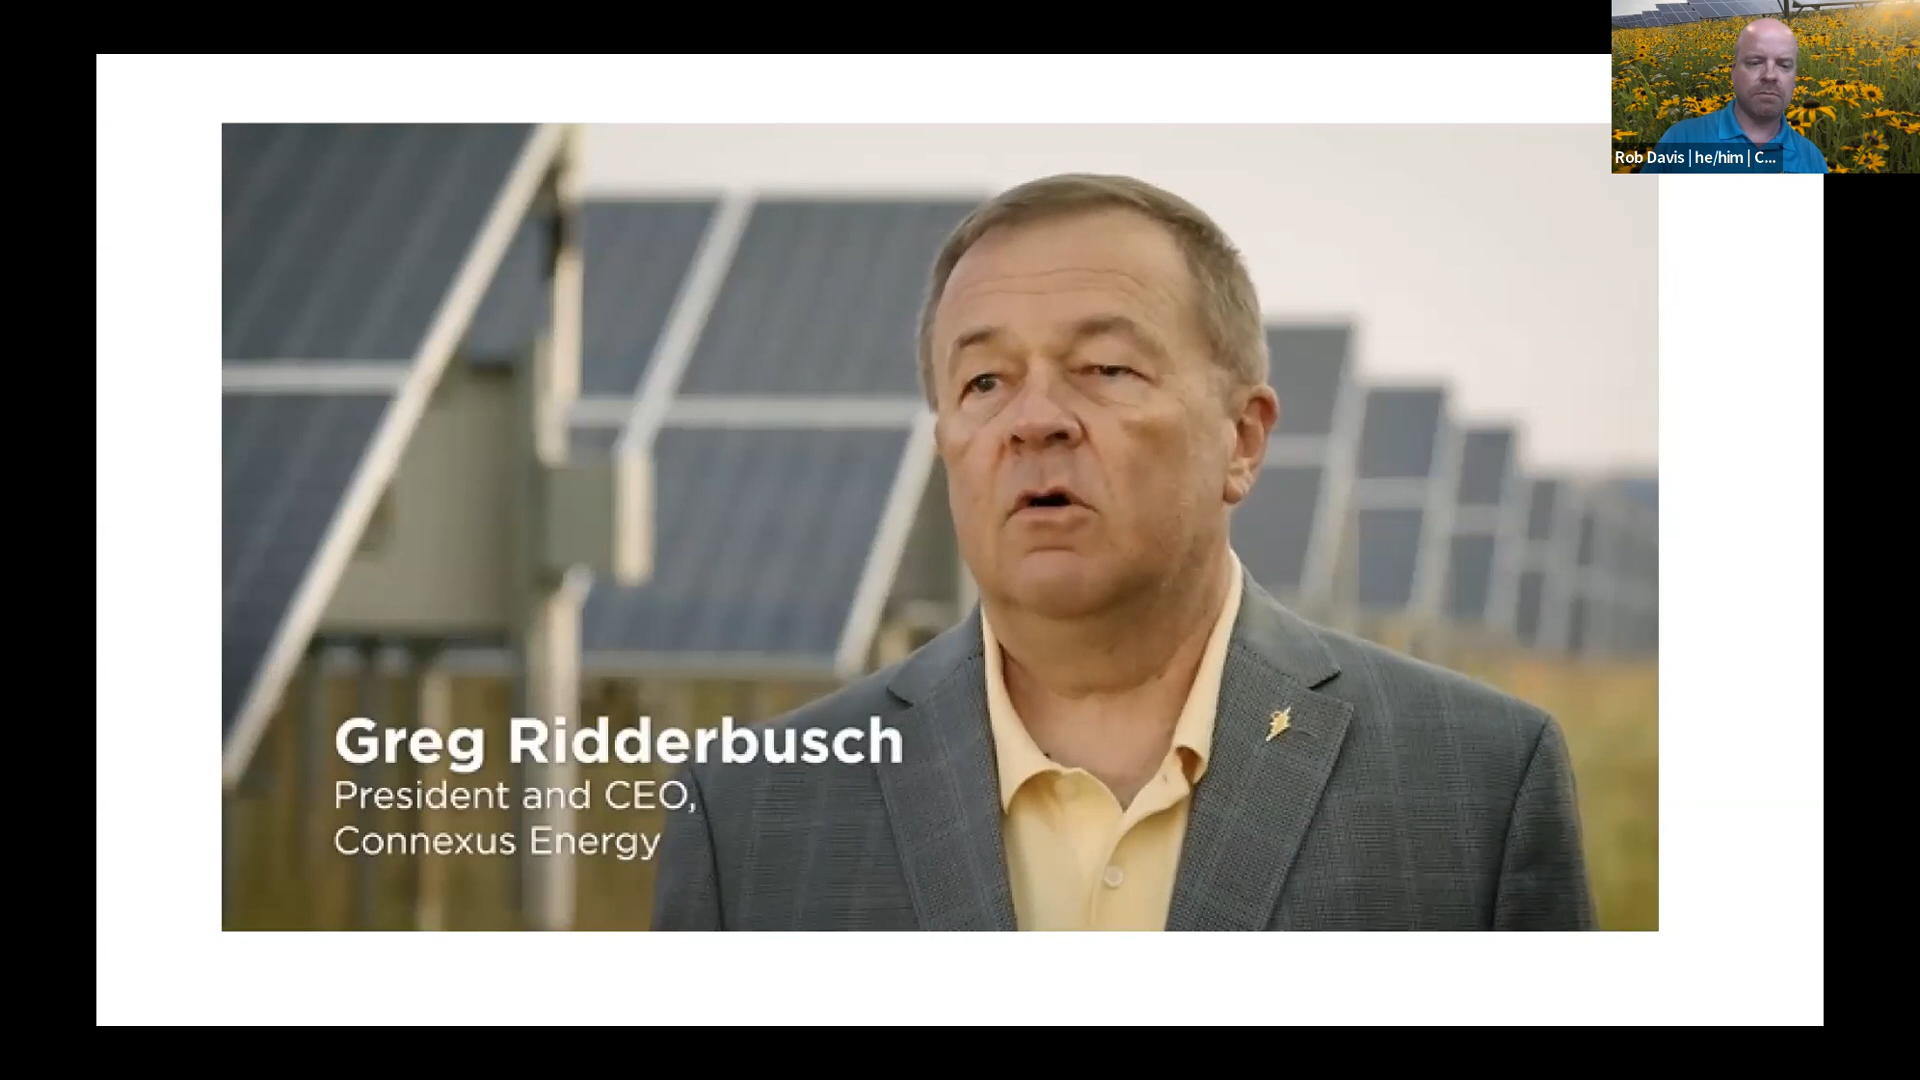 Rob Davis | he/him | C...
Greg Ridderbusch
President and CEO,
Connexus Energy